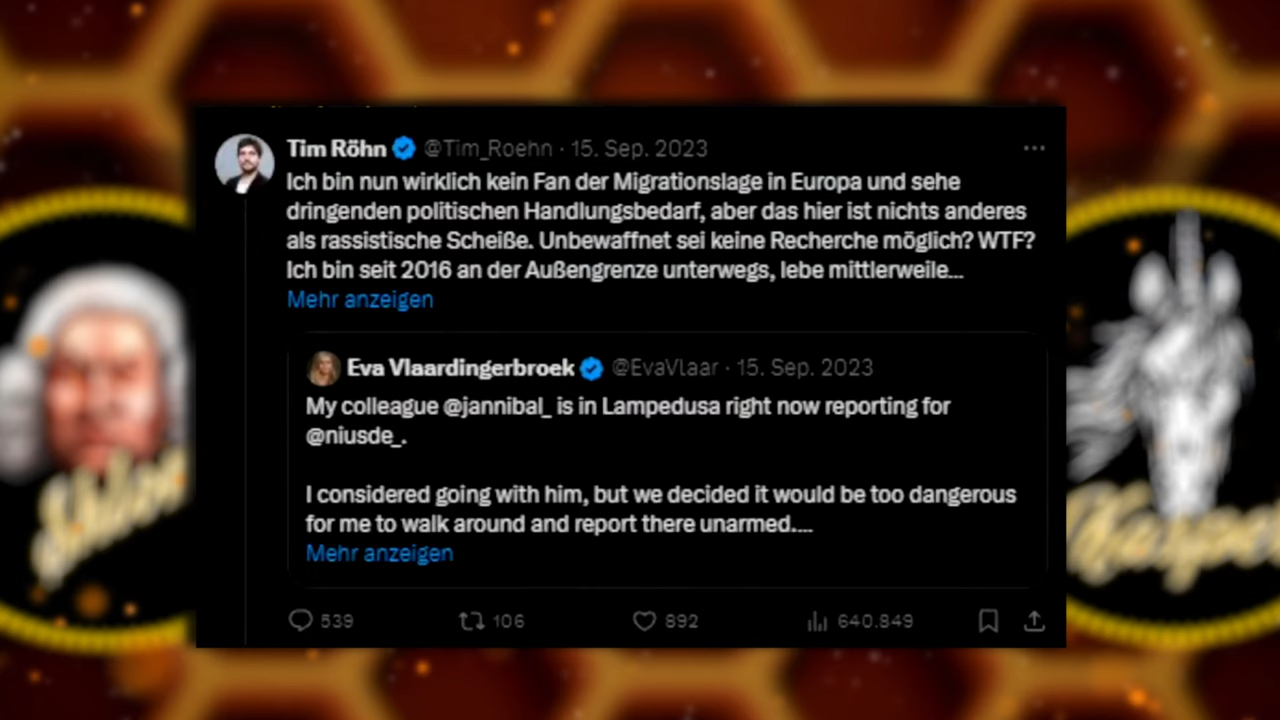 Tim Röhn @Tim_Roehn · 15. Sep. 2023
Ich bin nun wirklich kein Fan der Migrationslage in Europa und sehe
dringenden politischen Handlungsbedarf, aber das hier ist nichts anderes
als rassistische Scheiße. Unbewaffnet sei keine Recherche möglich? WTF?
Ich bin seit 2016 an der Außengrenze unterwegs, lebe mittlerweile...
Mehr anzeigen
Eva Vlaardingerbroek @EvaVlaar · 15. Sep. 2023
My colleague @jannibal_ is in Lampedusa right now reporting for
@niusde_.
I considered going with him, but we decided it would be too dangerous
for me to walk around and report there unarmed....
Mehr anzeigen
539 106 892 640.849